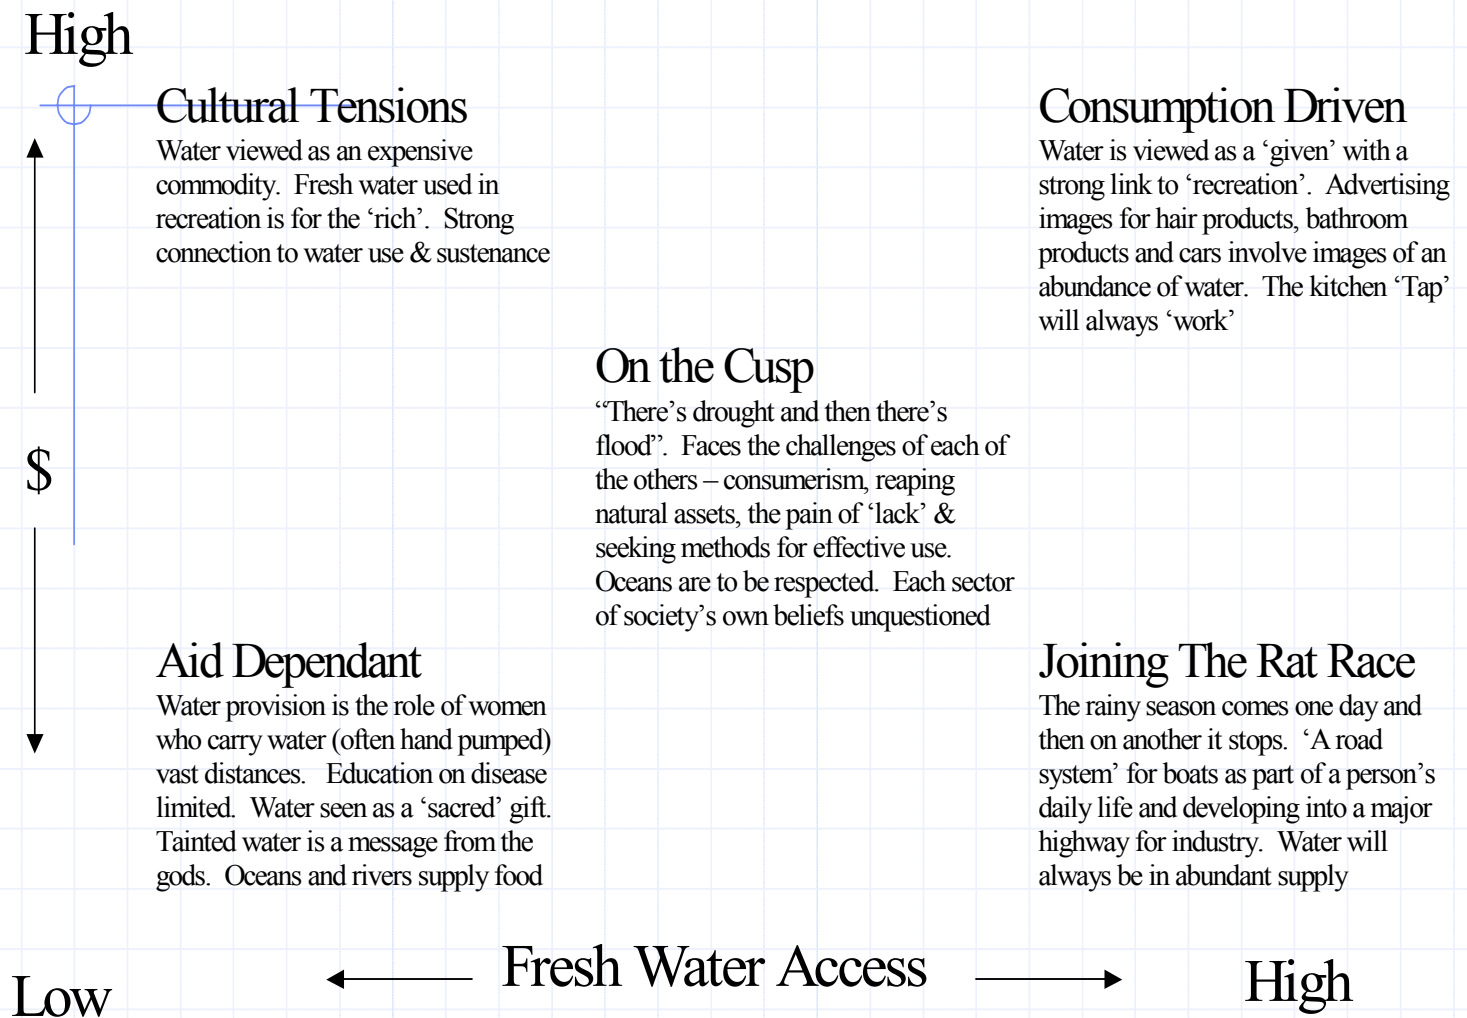 High
Cultural Tensions
Water viewed as an expensive
commodity.  Fresh water used in
recreation is for the ‘rich’.  Strong
connection to water use & sustenance
Consumption Driven
Water is viewed as a ‘given’ with a
strong link to ‘recreation’.  Advertising
images for hair products, bathroom
products and cars involve images of an
abundance of water.  The kitchen ‘Tap’
will always ‘work’
On the Cusp
“There’s drought and then there’s
flood”.  Faces the challenges of each of
the others – consumerism, reaping
natural assets, the pain of ‘lack’ &
seeking methods for effective use.
Oceans are to be respected.  Each sector
of society’s own beliefs unquestioned
$
Aid Dependant
Water provision is the role of women
who carry water (often hand pumped)
vast distances.   Education on disease
limited.  Water seen as a ‘sacred’ gift.
Tainted water is a message from the
gods.  Oceans and rivers supply food
Joining The Rat Race
The rainy season comes one day and
then on another it stops.  ‘A road
system’ for boats as part of a person’s
daily life and developing into a major
highway for industry.  Water will
always be in abundant supply
Low
Fresh Water Access
High